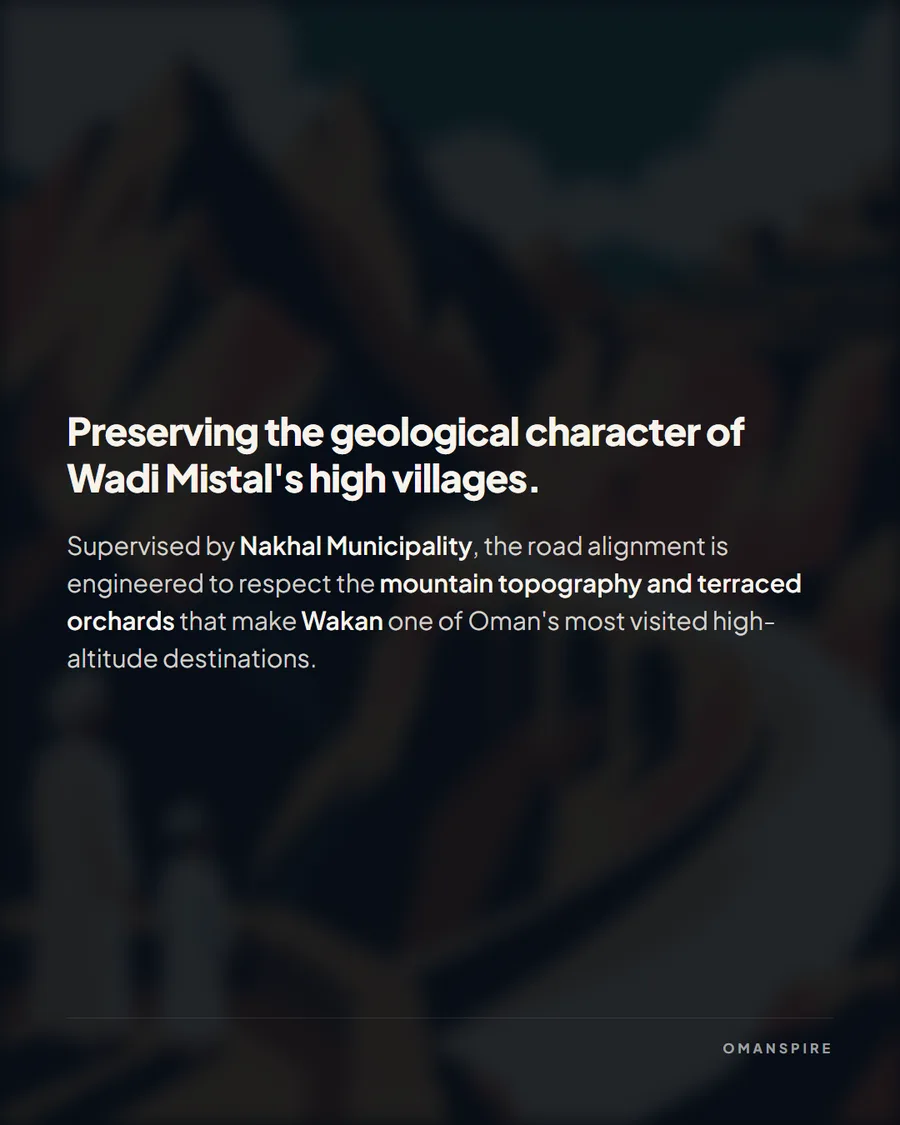 Preserving the geological character of
Wadi Mistal's high villages.
Supervised by Nakhal Municipality, the road alignment is
engineered to respect the mountain topography and terraced
orchards that make Wakan one of Oman's most visited high-
altitude destinations.
OMANSPIRE